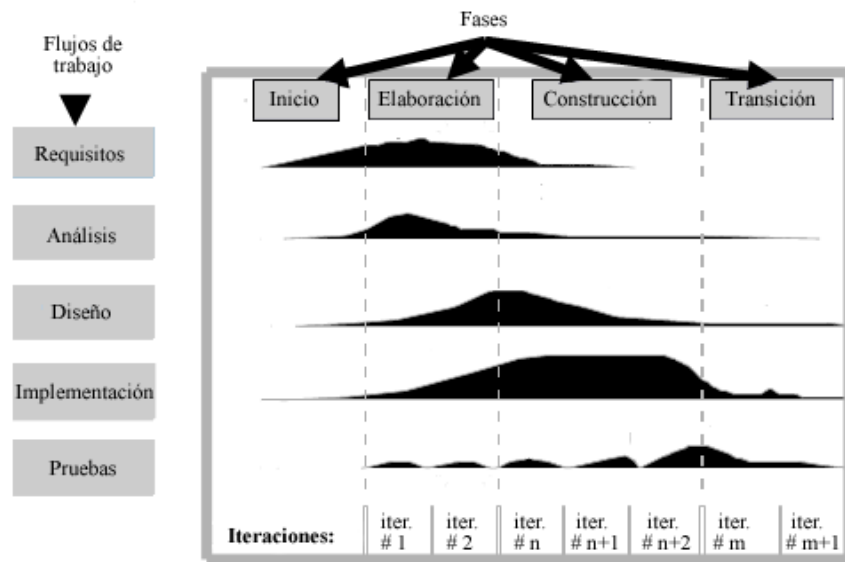 Fases
Flujos de
trabajo
Inicio
Elaboración
Construcción
Transición
Requisitos
Análisis
Diseño
Implementación
Pruebas
Iteraciones:
iter.
# 1
iter.
# 2
iter.
# n
iter.
# n+1
iter.
# n+2
iter.
# m
iter.
# m+1